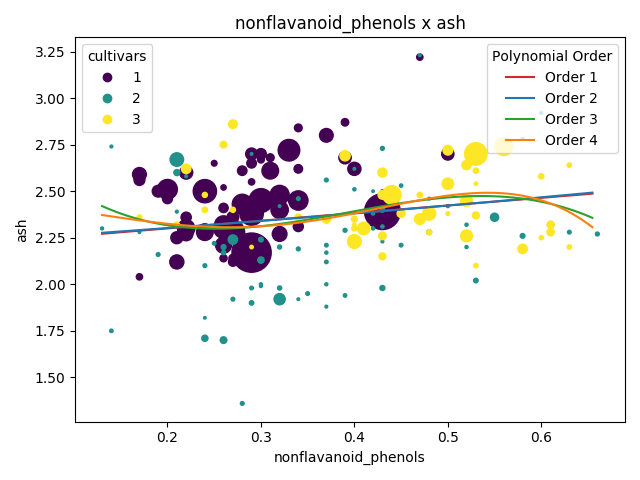 nonflavanoid_phenols x ash
cultivars
1
2
3
Polynomial Order
Order 1
Order 2
Order 3
Order 4
3.25
3.00
2.75
2.50
2.25
2.00
1.75
1.50
ash
0.2 0.3 0.4 0.5 0.6
nonflavanoid_phenols